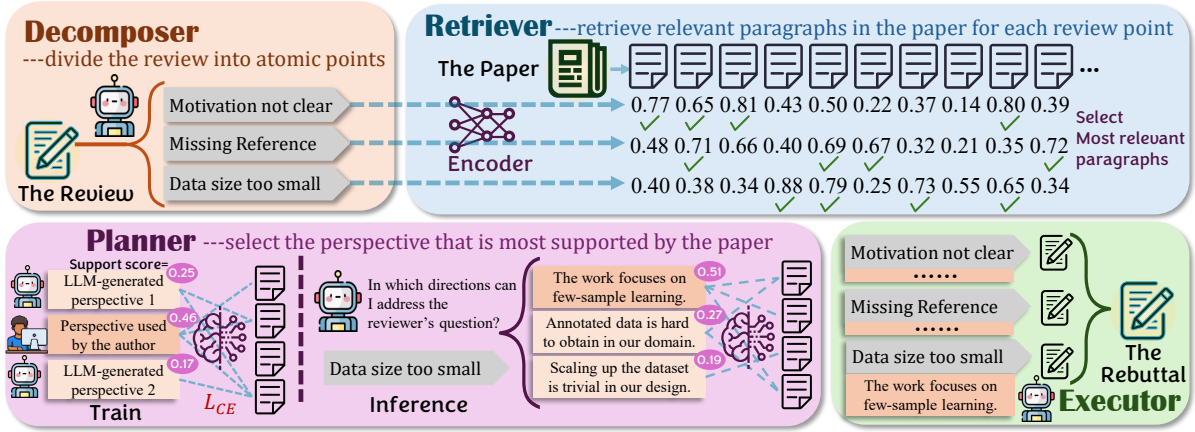 Decomposer
---divide the review into atomic points
The Review
Motivation not clear
Missing Reference
Data size too small
Retriever ---retrieve relevant paragraphs in the paper for each review point
The Paper
...
Encoder
0.77 0.65 0.81 0.43 0.50 0.22 0.37 0.14 0.80 0.39
0.48 0.71 0.66 0.40 0.69 0.67 0.32 0.21 0.35 0.72
0.40 0.38 0.34 0.88 0.79 0.25 0.73 0.55 0.65 0.34
Select
Most relevant
paragraphs
Planner ---select the perspective that is most supported by the paper
Support score=
0.25
LLM-generated
perspective 1
0.46
Perspective used
by the author
0.17
LLM-generated
perspective 2
Train
L_CE
In which directions can
I address the
reviewer's question?
Data size too small
Inference
0.51
The work focuses on
few-sample learning.
0.27
Annotated data is hard
to obtain in our domain.
0.19
Scaling up the dataset
is trivial in our design.
Motivation not clear
......
Missing Reference
......
Data size too small
The work focuses on
few-sample learning.
The
Rebuttal
Executor